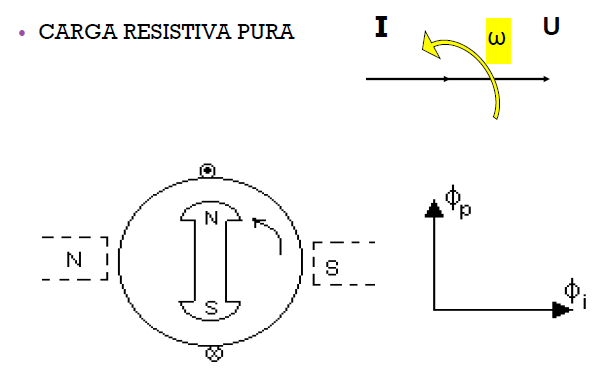 • CARGA RESISTIVA PURA
I
ω
U
N
N
S
S
ϕp
ϕi